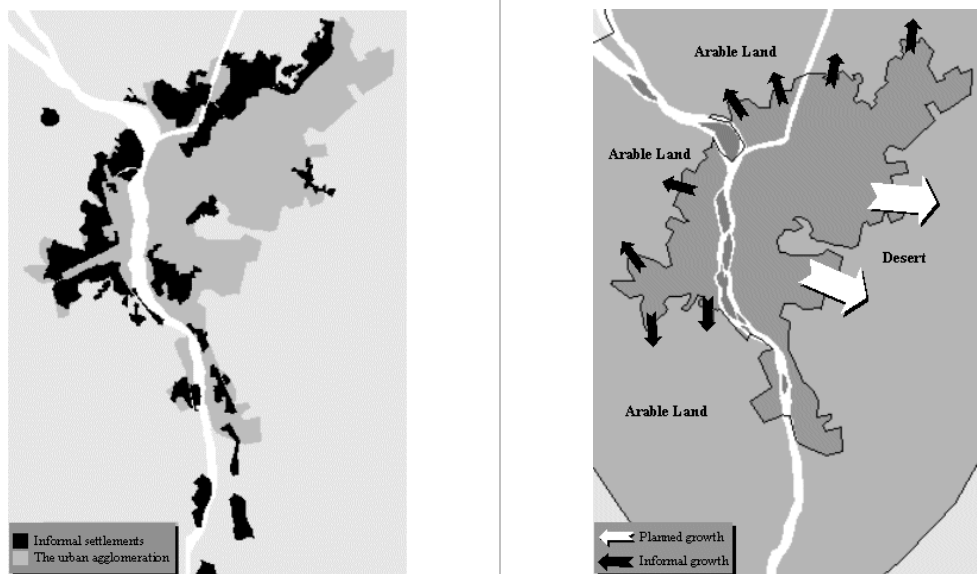 Informal settlements
The urban agglomeration
Arable Land
Arable Land
Desert
Arable Land
Planned growth
Informal growth